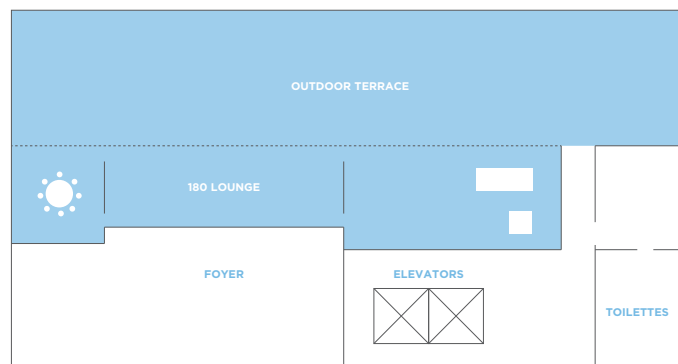 OUTDOOR TERRACE
180 LOUNGE
FOYER
ELEVATORS
TOILETTES